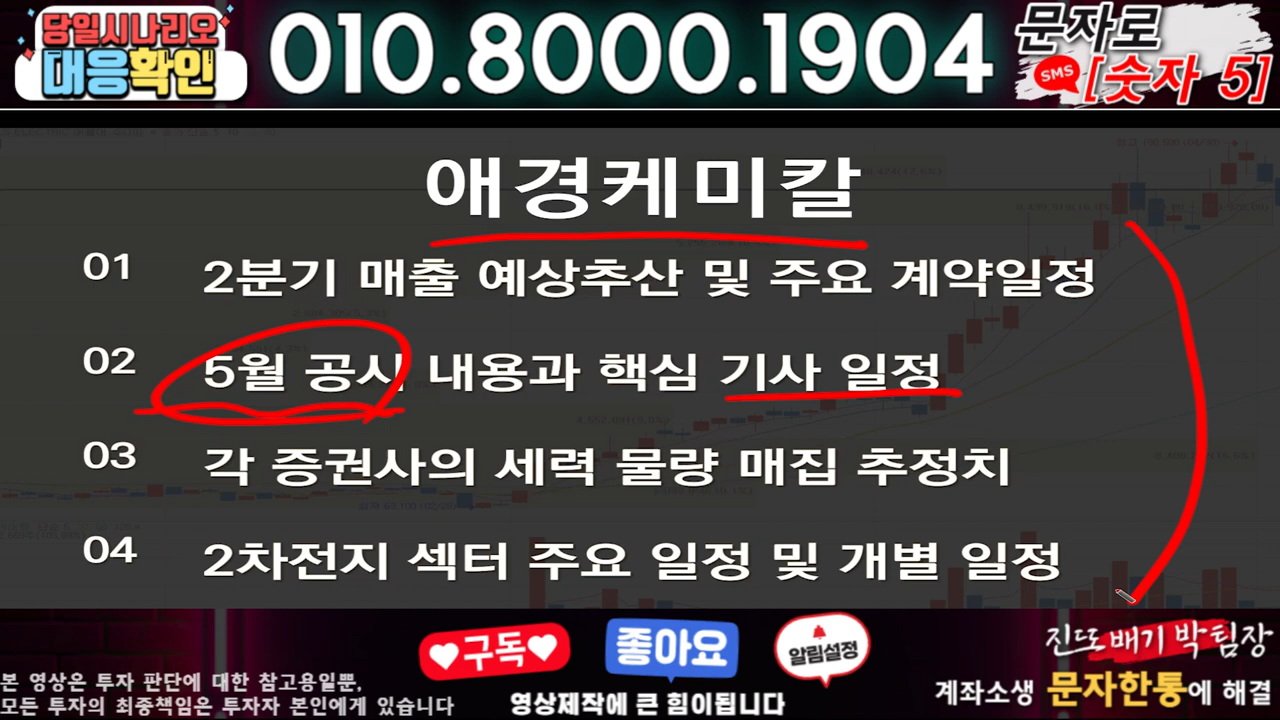 당일시나리오
대응확인
010.8000.1904
문자로
SMS
[숫자 5]
애경케미칼
01
2분기 매출 예상추산 및 주요 계약일정
02
5월 공시 내용과 핵심 기사 일정
03
각 증권사의 세력 물량 매집 추정치
04
2차전지 섹터 주요 일정 및 개별 일정
구독
좋아요
알림설정
영상제작에 큰 힘이됩니다
본 영상은 투자 판단에 대한 참고용일뿐,
모든 투자의 최종책임은 투자자 본인에게 있습니다
진또배기 박팀장
계좌소생 문자한통에 해결